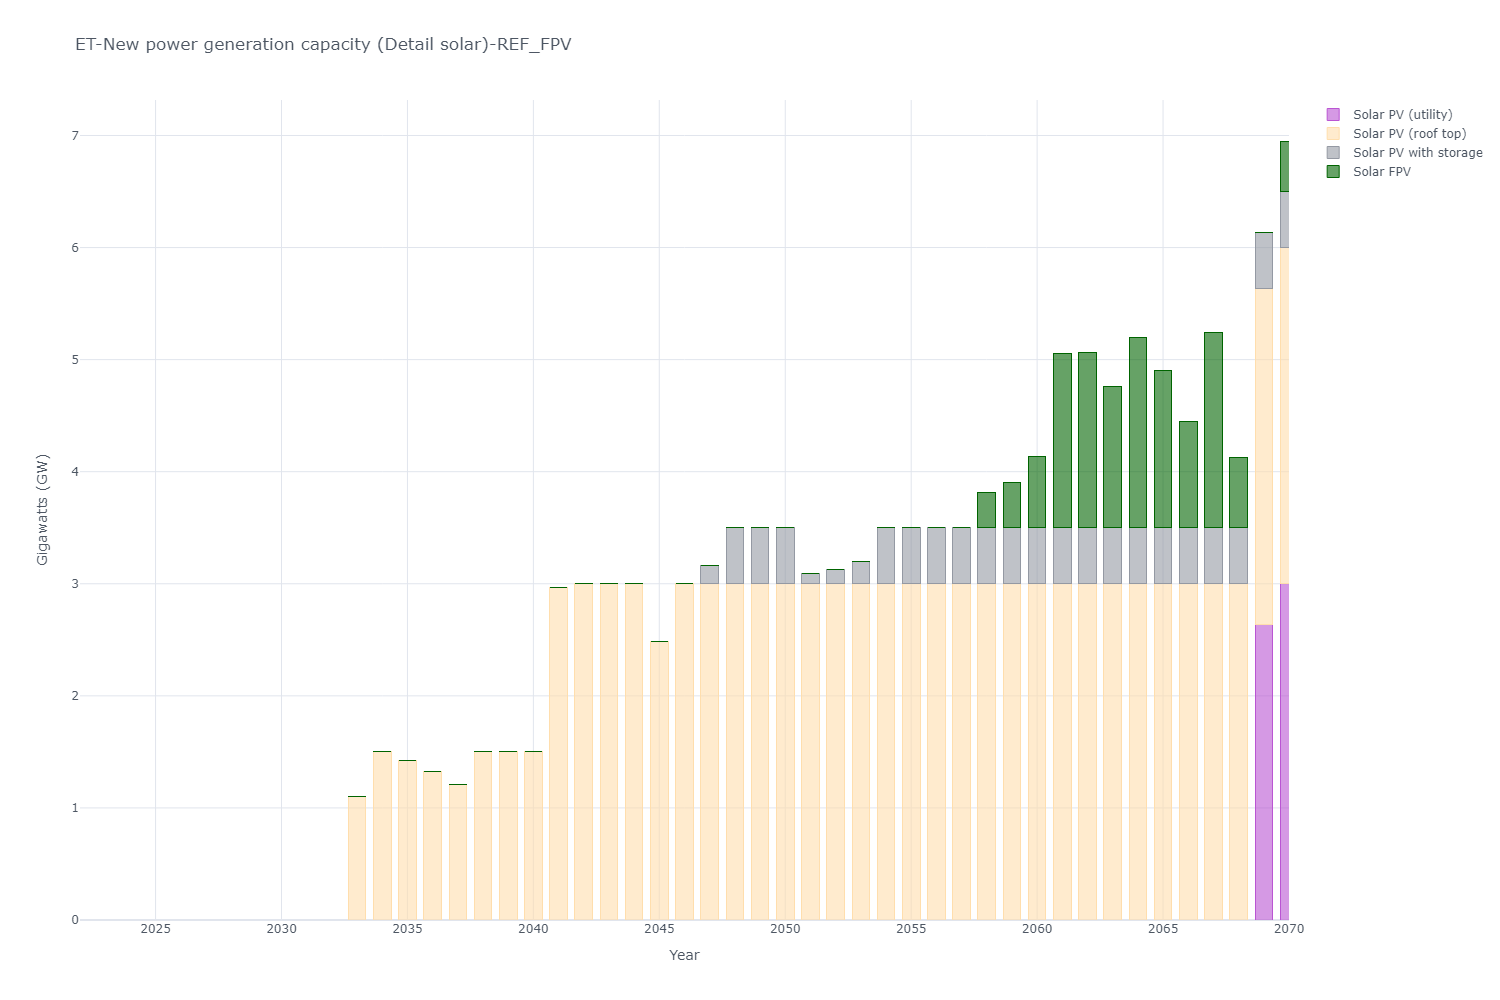 ET-New power generation capacity (Detail solar)-REF_FPV
Solar PV (utility)
Solar PV (roof top)
Solar PV with storage
Solar FPV
7
6
5
4
3
2
1
0
Gigawatts (GW)
2025
2030
2035
2040
2045
2050
2055
2060
2065
2070
Year